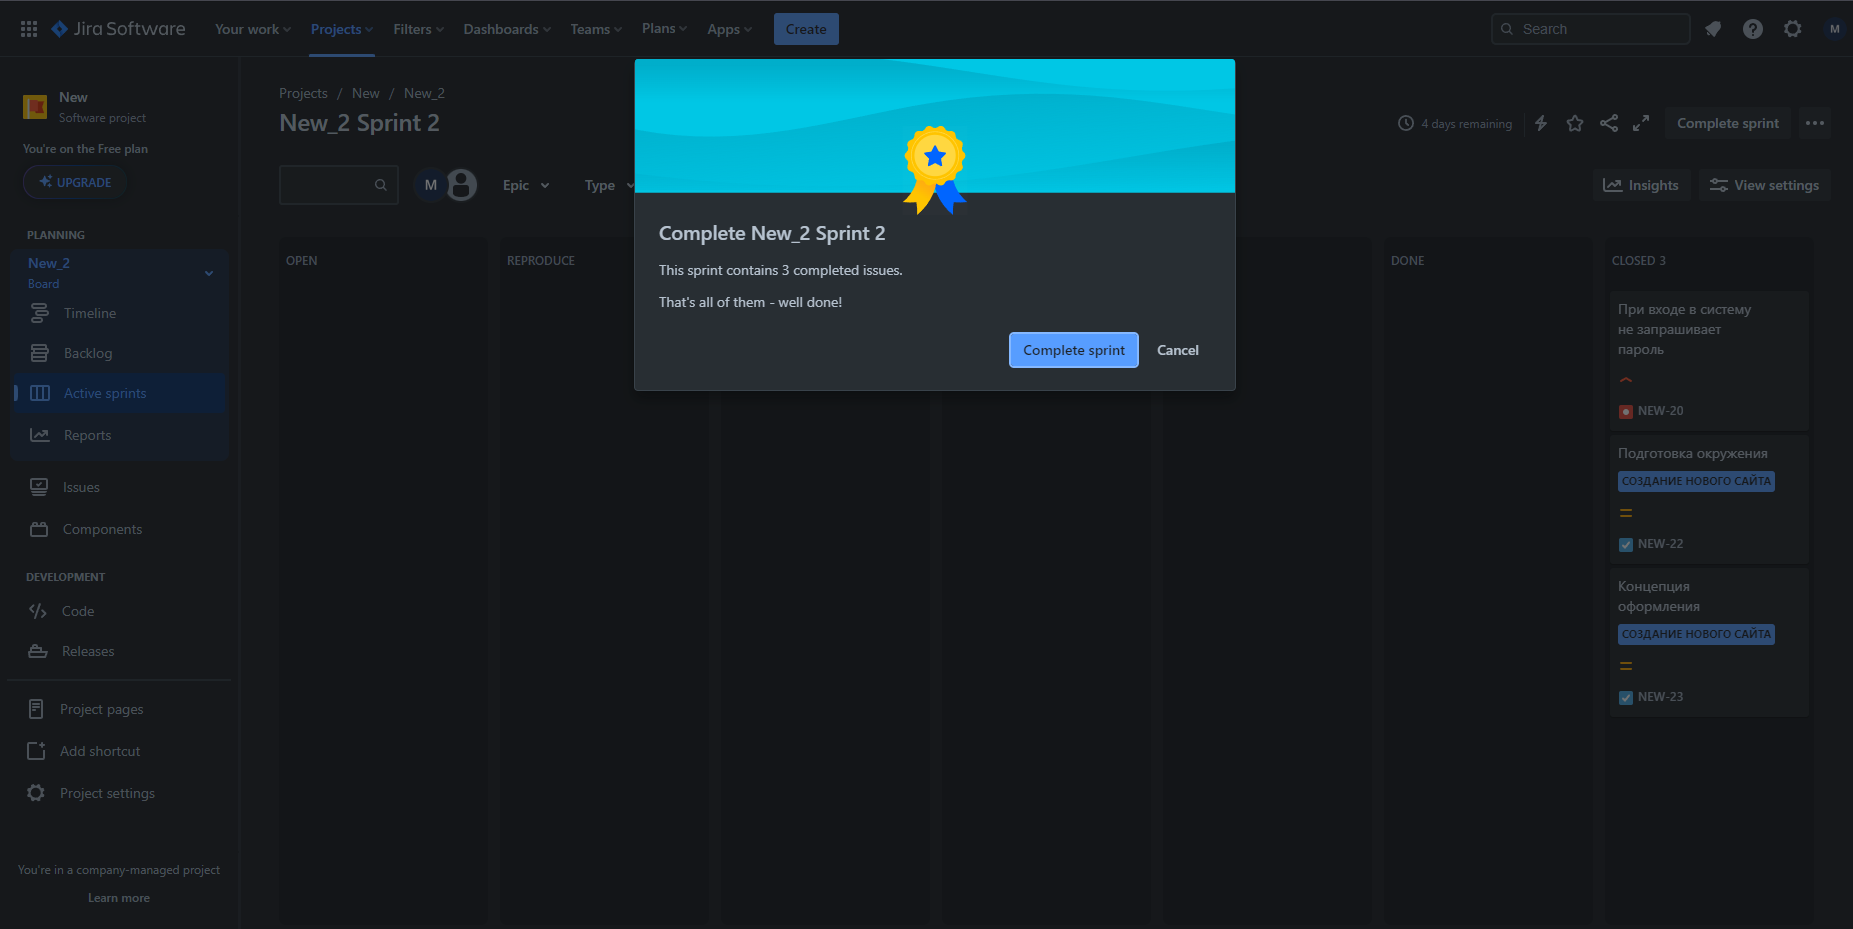 Jira Software
Your work
Projects
Filters
Dashboards
Teams
Plans
Apps
Create
Search
M
New
Software project
You're on the Free plan
UPGRADE
PLANNING
New_2
Board
Timeline
Backlog
Active sprints
Reports
Issues
Components
DEVELOPMENT
Code
Releases
Project pages
Add shortcut
Project settings
You're in a company-managed project
Learn more
Projects / New / New_2
New_2 Sprint 2
4 days remaining
Complete sprint
M
Epic
Type
Insights
View settings
Complete New_2 Sprint 2
This sprint contains 3 completed issues.
That's all of them - well done!
Complete sprint
Cancel
OPEN
REPRODUCE
DONE
CLOSED 3
При входе в систему
не запрашивает
пароль
NEW-20
Подготовка окружения
СОЗДАНИЕ НОВОГО САЙТА
NEW-22
Концепция
оформления
СОЗДАНИЕ НОВОГО САЙТА
NEW-23